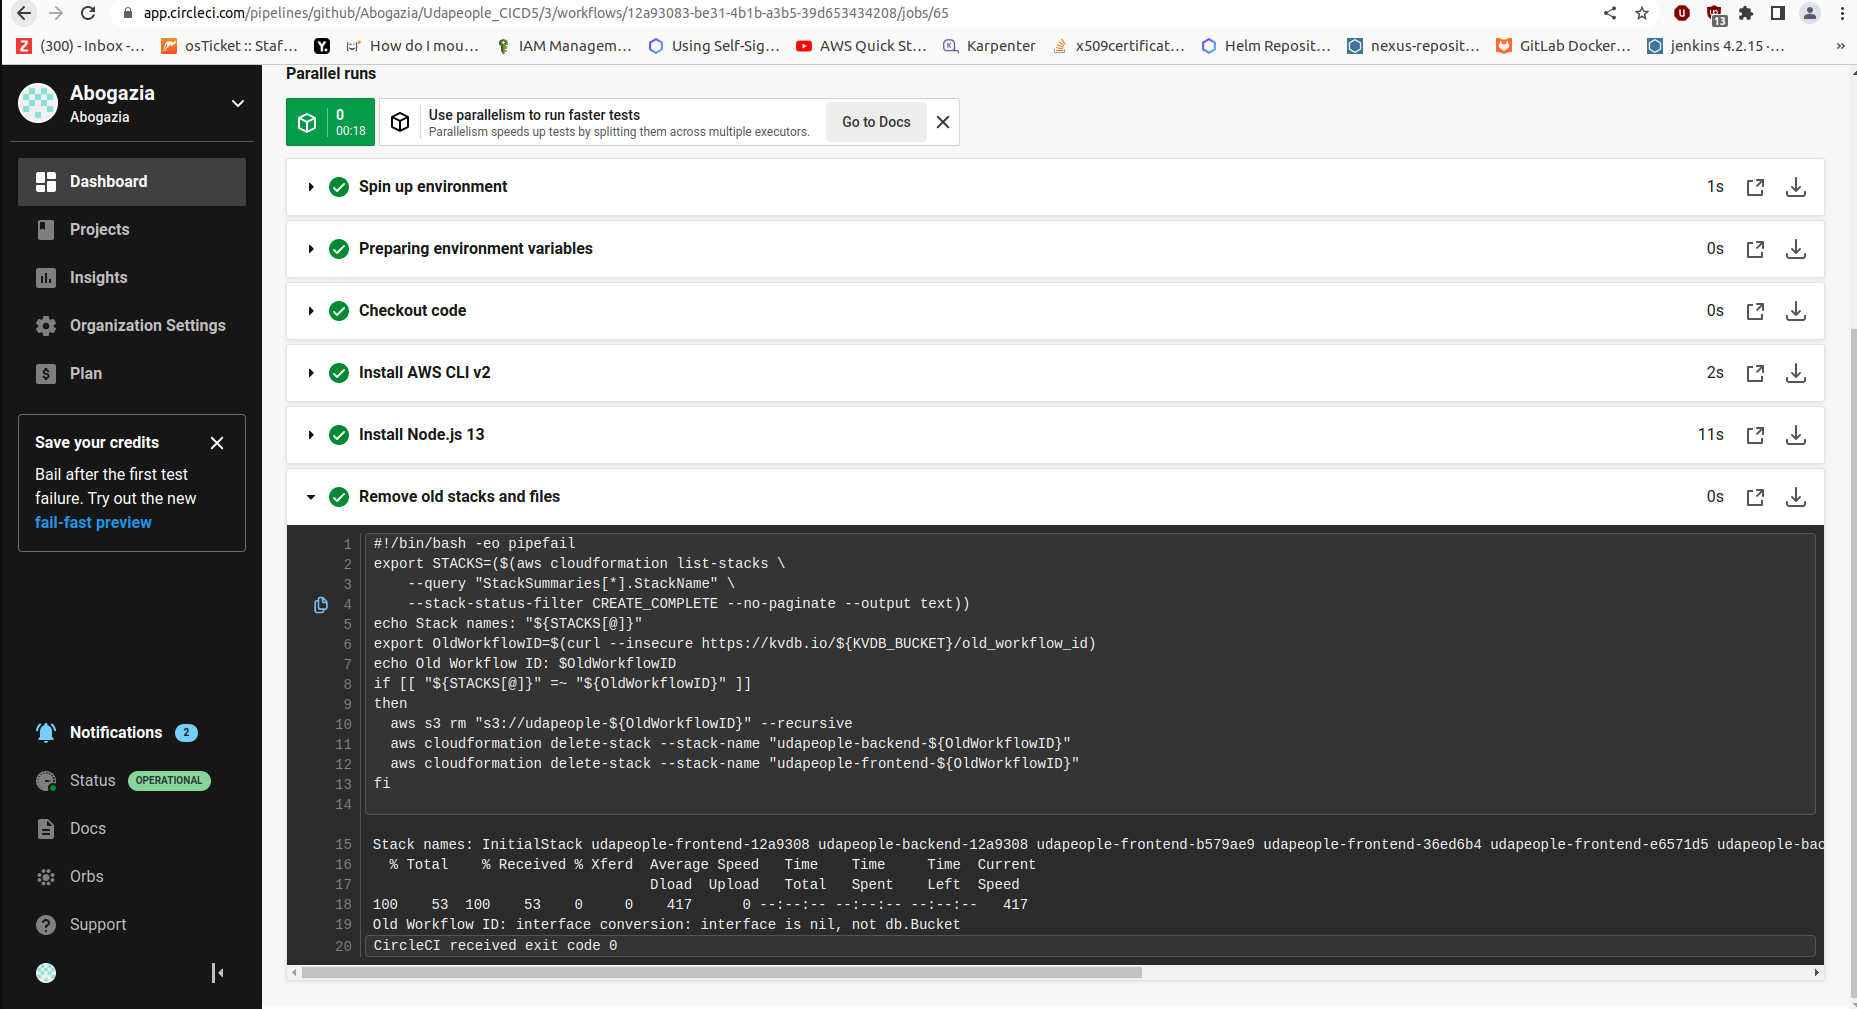 app.circleci.com/pipelines/github/Abogazia/Udapeople_CICD5/3/workflows/12a93083-be31-4b1b-a3b5-39d653434208/jobs/65
13
(300) - Inbox -...
osTicket :: Staf...
How do I mou...
IAM Managem...
Using Self-Sig...
AWS Quick St...
Karpenter
x509certificat...
Helm Reposit...
nexus-reposit...
GitLab Docker...
jenkins 4.2.15 ·...
»
Abogazia
Abogazia
Dashboard
Projects
Insights
Organization Settings
Plan
Save your credits
Bail after the first test
failure. Try out the new
fail-fast preview
Notifications 2
Status OPERATIONAL
Docs
Orbs
Support
Parallel runs
0
00:18
Use parallelism to run faster tests
Parallelism speeds up tests by splitting them across multiple executors.
Go to Docs
Spin up environment 1s
Preparing environment variables 0s
Checkout code 0s
Install AWS CLI v2 2s
Install Node.js 13 11s
Remove old stacks and files 0s
1 #!/bin/bash -eo pipefail
2 export STACKS=($(aws cloudformation list-stacks \
3     --query "StackSummaries[*].StackName" \
4     --stack-status-filter CREATE_COMPLETE --no-paginate --output text))
5 echo Stack names: "${STACKS[@]}"
6 export OldWorkflowID=$(curl --insecure https://kvdb.io/${KVDB_BUCKET}/old_workflow_id)
7 echo Old Workflow ID: $OldWorkflowID
8 if [[ "${STACKS[@]}" =~ "${OldWorkflowID}" ]]
9 then
10   aws s3 rm "s3://udapeople-${OldWorkflowID}" --recursive
11   aws cloudformation delete-stack --stack-name "udapeople-backend-${OldWorkflowID}"
12   aws cloudformation delete-stack --stack-name "udapeople-frontend-${OldWorkflowID}"
13 fi
14
15 Stack names: InitialStack udapeople-frontend-12a9308 udapeople-backend-12a9308 udapeople-frontend-b579ae9 udapeople-frontend-36ed6b4 udapeople-frontend-e6571d5 udapeople-bac
16   % Total    % Received % Xferd  Average Speed   Time    Time     Time  Current
17                                  Dload  Upload   Total   Spent    Left  Speed
18 100    53  100    53    0     0    417      0 --:--:-- --:--:-- --:--:--   417
19 Old Workflow ID: interface conversion: interface is nil, not db.Bucket
20 CircleCI received exit code 0